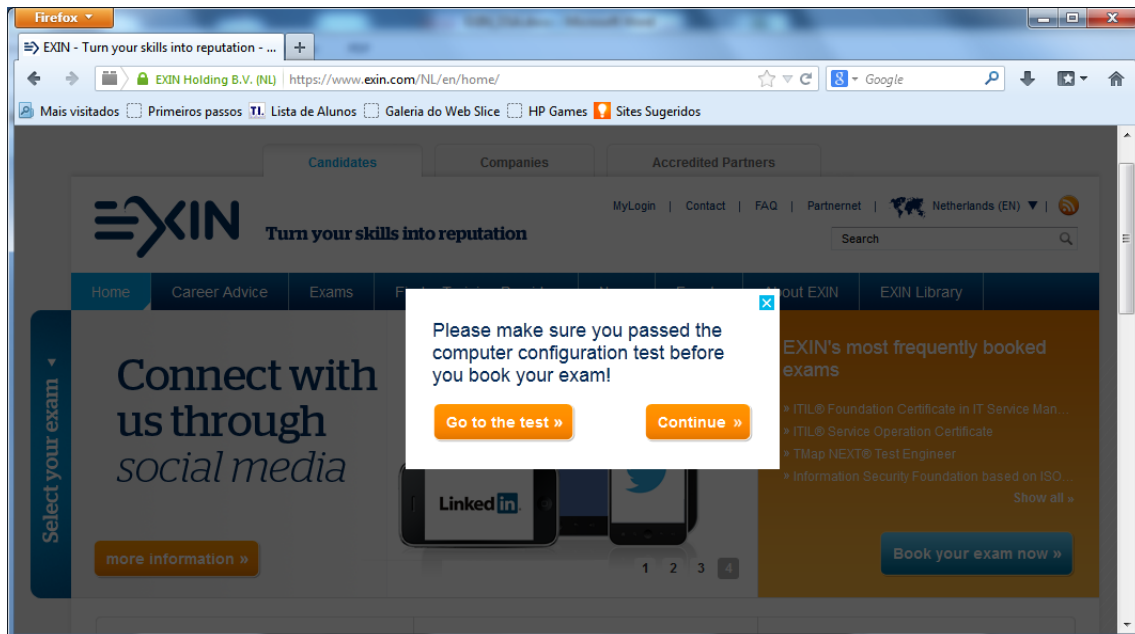 Firefox
EXIN - Turn your skills into reputation - ...
EXIN Holding B.V. (NL) https://www.exin.com/NL/en/home/ Google
Mais visitados Primeiros passos TI. Lista de Alunos Galeria do Web Slice HP Games Sites Sugeridos
Candidates Companies Accredited Partners
MyLogin | Contact | FAQ | Partnernet | Netherlands (EN) ▼ |
EXIN Turn your skills into reputation
Search
Home Career Advice Exams EXIN Library
Please make sure you passed the
computer configuration test before
you book your exam!
Go to the test » Continue »
Select your exam
Connect with
us through
social media
more information »
Linked in
1 2 3 4
EXIN's most frequently booked
exams
» ITIL® Foundation Certificate in IT Service Man...
» ITIL® Service Operation Certificate
» TMap NEXT® Test Engineer
» Information Security Foundation based on ISO...
Show all »
Book your exam now »